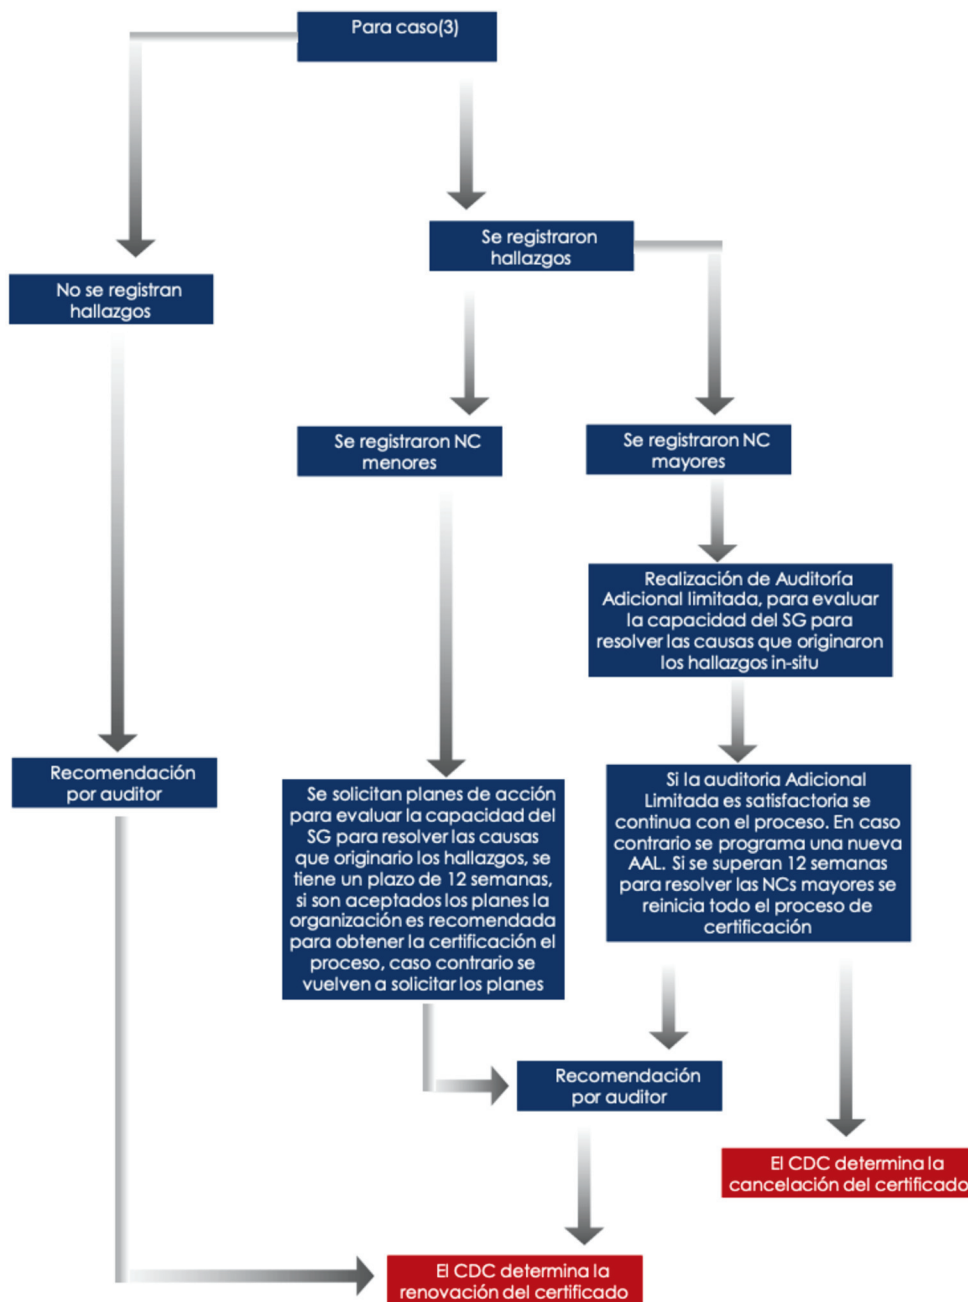 Para caso(3)
Se registraron
hallazgos
No se registran
hallazgos
Se registraron NC
menores
Se registraron NC
mayores
Realización de Auditoría
Adicional limitada, para evaluar
la capacidad del SG para
resolver las causas que originaron
los hallazgos in-situ
Recomendación
por auditor
Se solicitan planes de acción
para evaluar la capacidad del
SG para resolver las causas
que originario los hallazgos, se
tiene un plazo de 12 semanas,
si son aceptados los planes la
organización es recomendada
para obtener la certificación el
proceso, caso contrario se
vuelven a solicitar los planes
Si la auditoria Adicional
Limitada es satisfactoria se
continua con el proceso. En caso
contrario se programa una nueva
AAL. Si se superan 12 semanas
para resolver las NCs mayores se
reinicia todo el proceso de
certificación
Recomendación
por auditor
El CDC determina la
cancelación del certificado
El CDC determina la
renovación del certificado